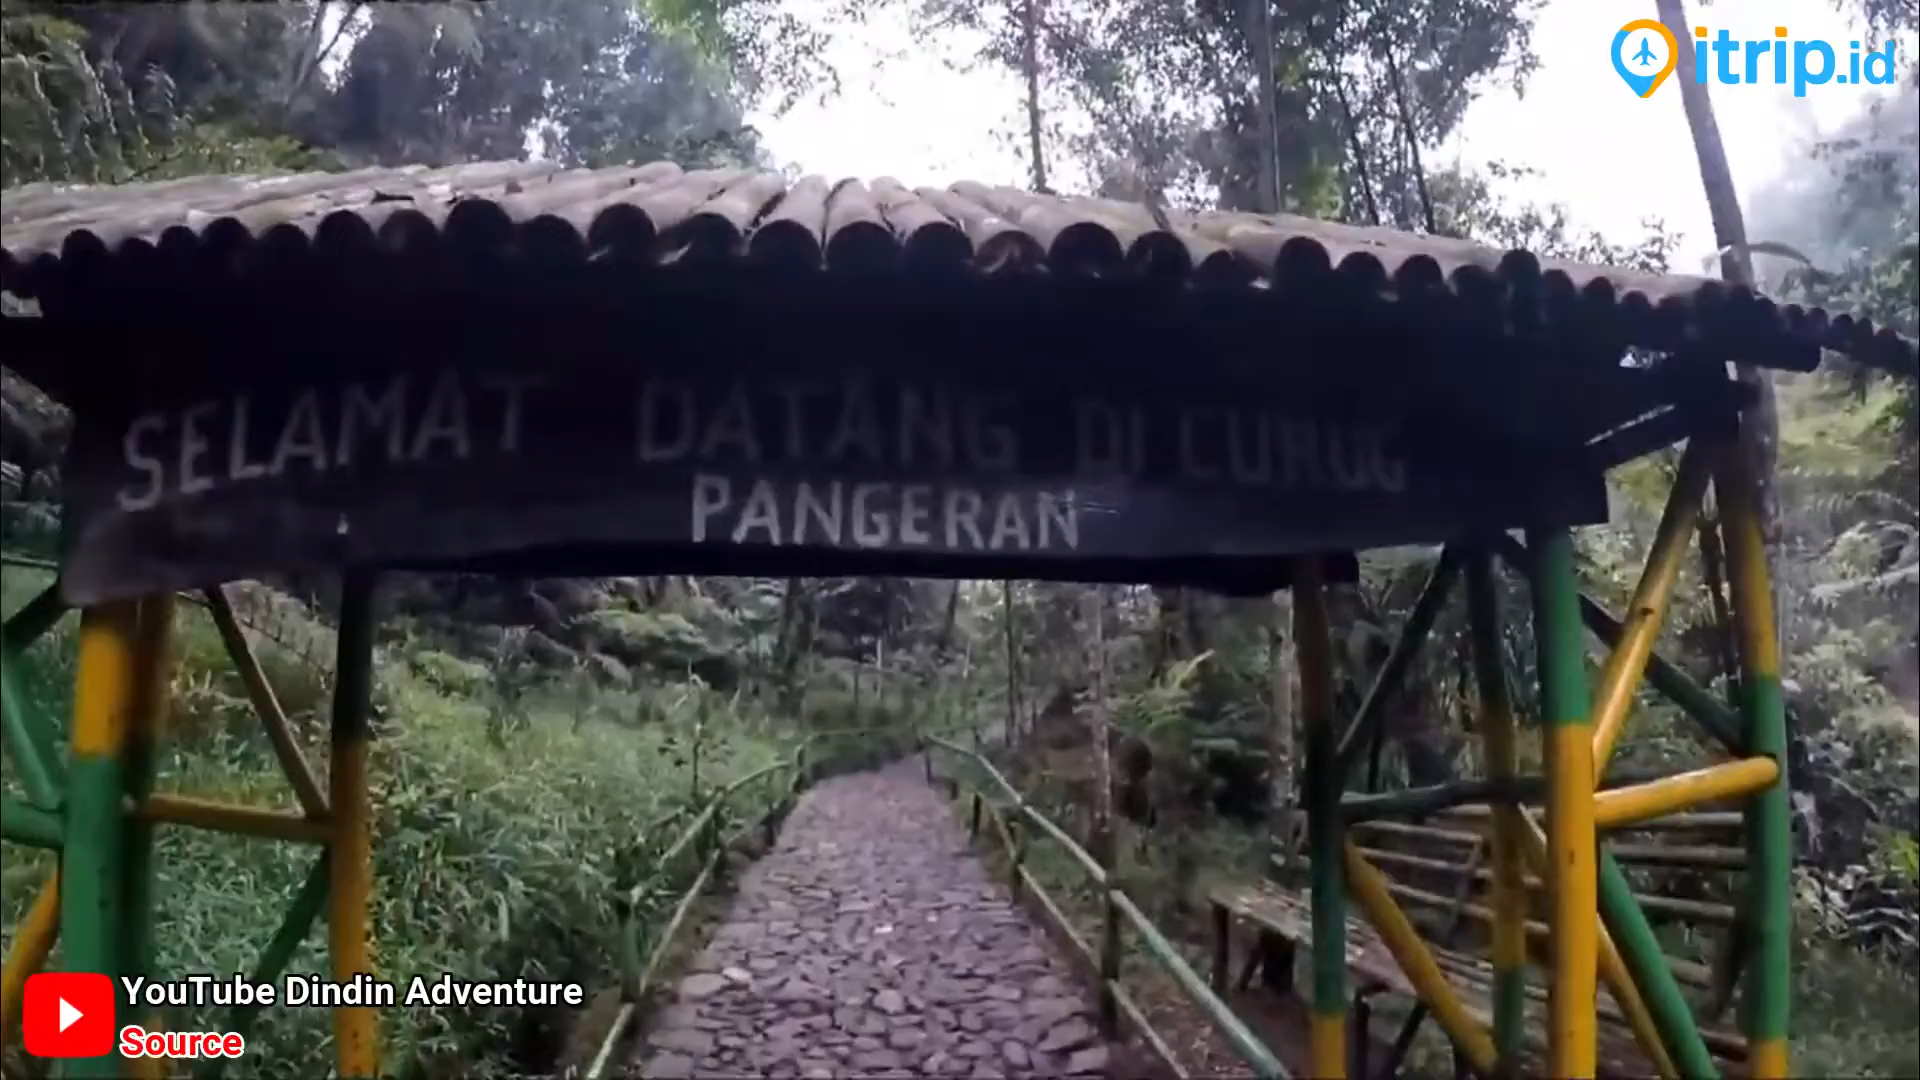 itrip.id
SELAMAT DATANG DI CURUG
PANGERAN
YouTube Dindin Adventure
Source